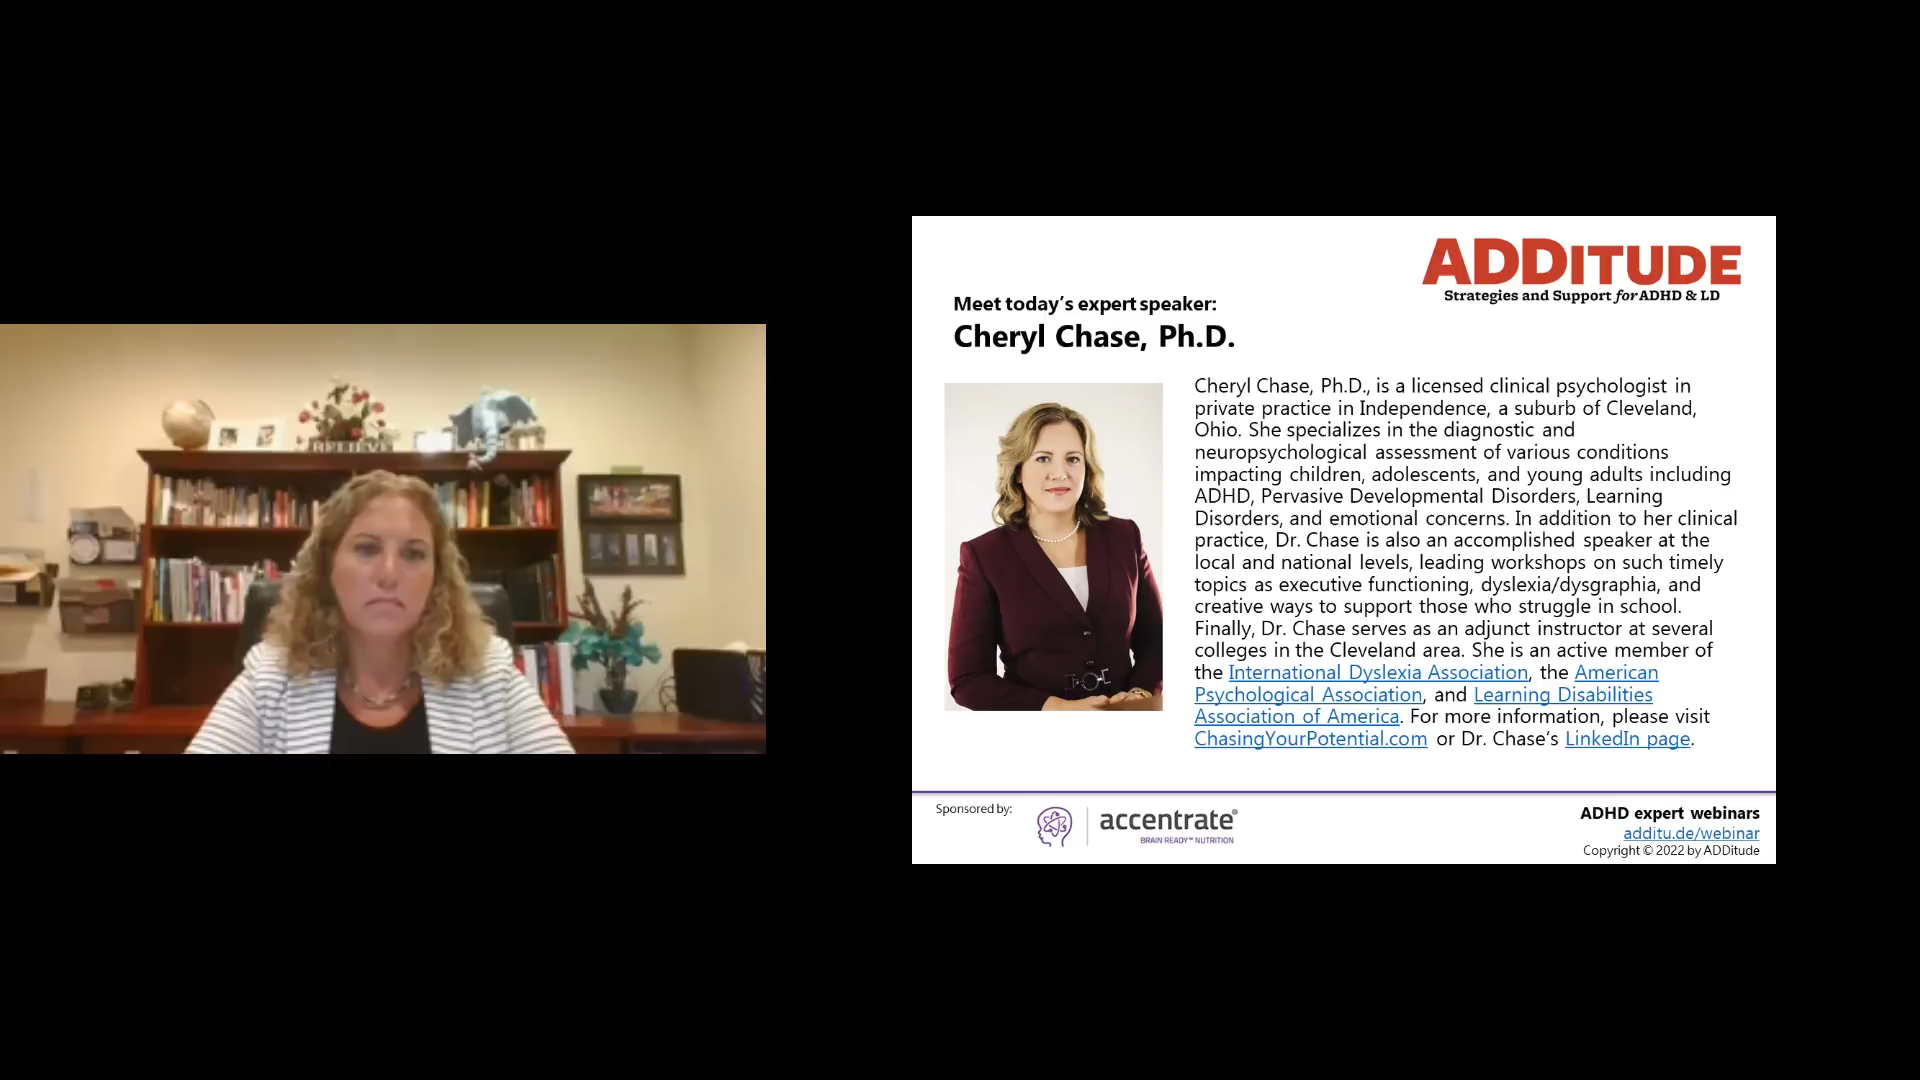 BELIEVE
ADDITUDE
Strategies and Support for ADHD & LD
Meet today's expert speaker:
Cheryl Chase, Ph.D.
Cheryl Chase, Ph.D., is a licensed clinical psychologist in
private practice in Independence, a suburb of Cleveland,
Ohio. She specializes in the diagnostic and
neuropsychological assessment of various conditions
impacting children, adolescents, and young adults including
ADHD, Pervasive Developmental Disorders, Learning
Disorders, and emotional concerns. In addition to her clinical
practice, Dr. Chase is also an accomplished speaker at the
local and national levels, leading workshops on such timely
topics as executive functioning, dyslexia/dysgraphia, and
creative ways to support those who struggle in school.
Finally, Dr. Chase serves as an adjunct instructor at several
colleges in the Cleveland area. She is an active member of
the International Dyslexia Association, the American
Psychological Association, and Learning Disabilities
Association of America. For more information, please visit
ChasingYourPotential.com or Dr. Chase's LinkedIn page.
Sponsored by:
accentrate®
BRAIN READY™ NUTRITION
ADHD expert webinars
additu.de/webinar
Copyright © 2022 by ADDitude